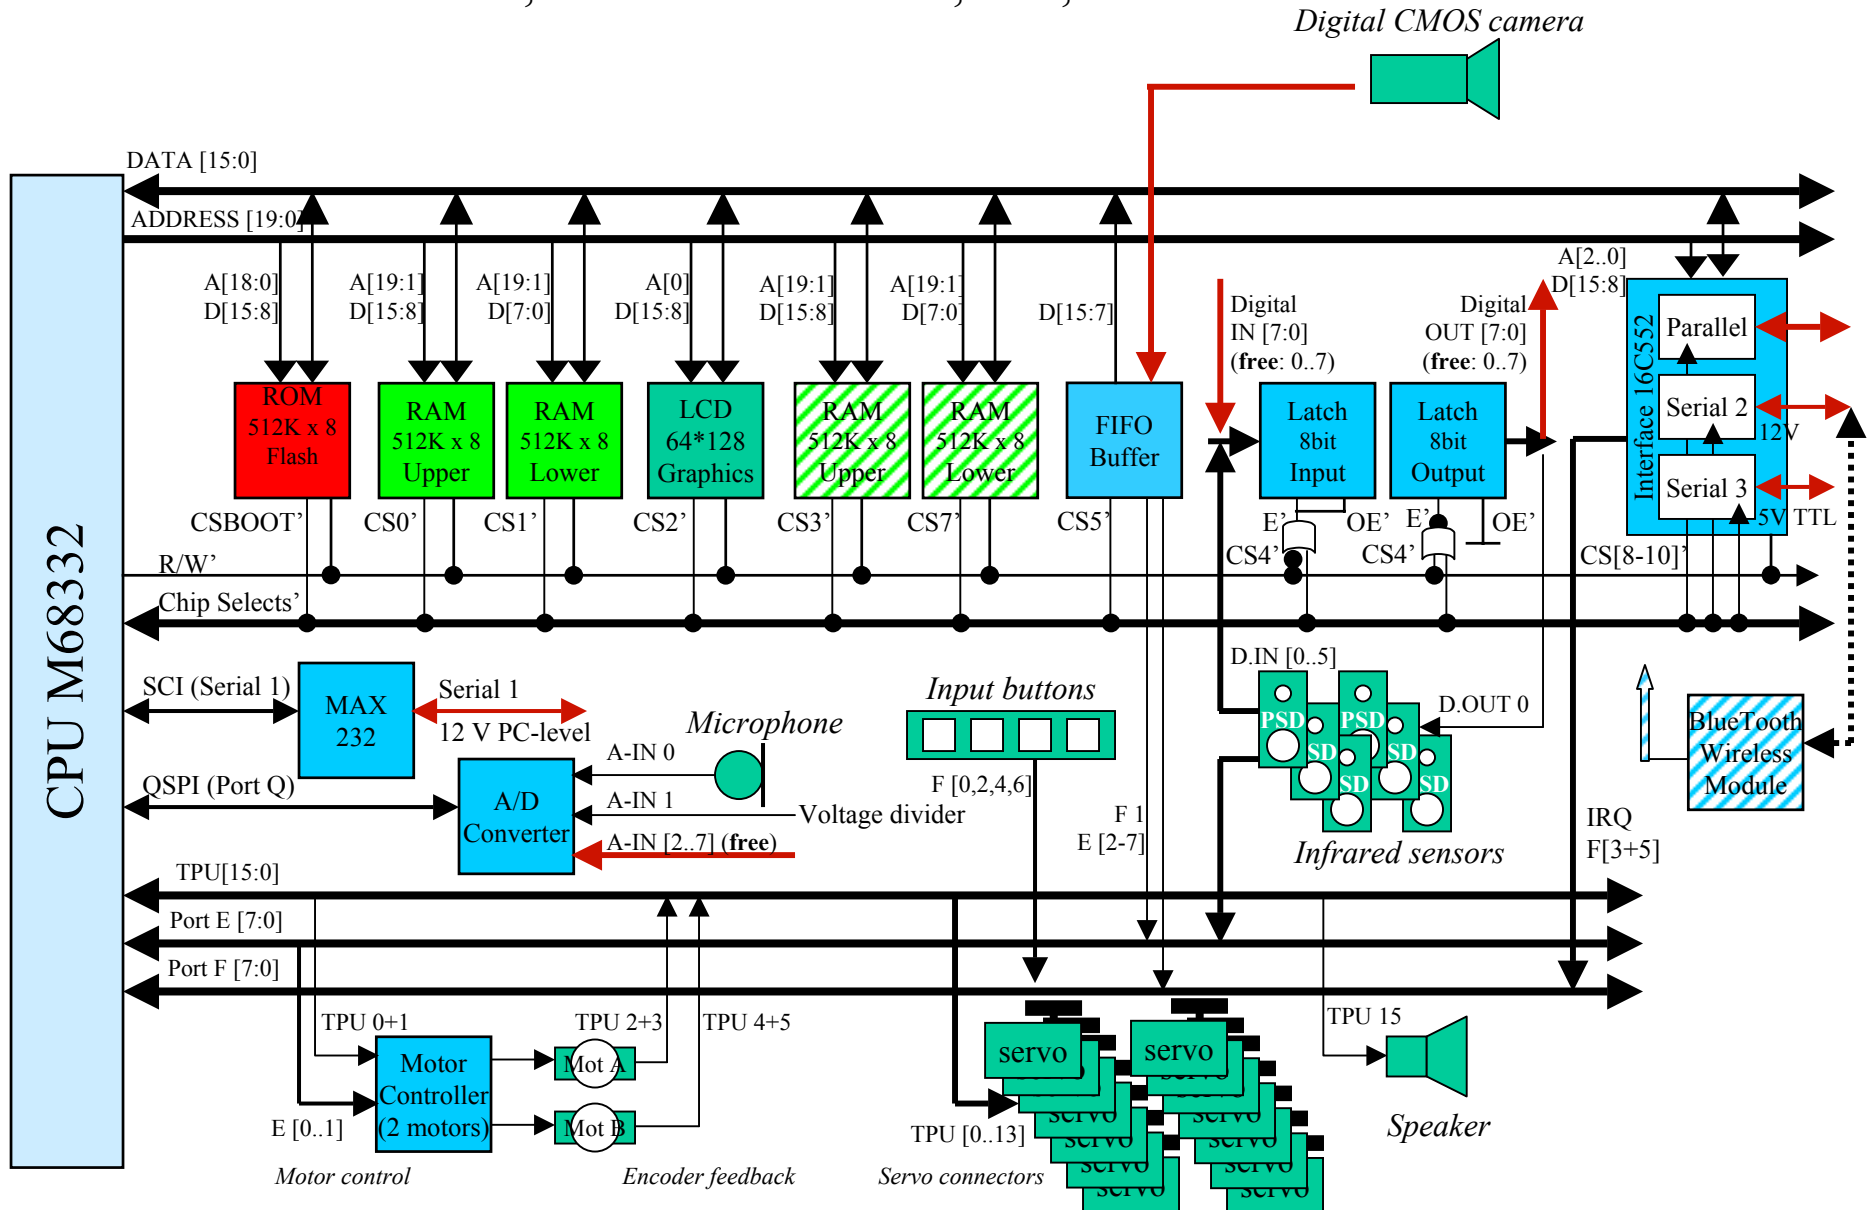 Digital CMOS camera
DATA [15:0]
ADDRESS [19:0]
A[18:0]
D[15:8]
A[19:1]
D[15:8]
A[19:1]
D[7:0]
A[0]
D[15:8]
A[19:1]
D[15:8]
A[19:1]
D[7:0]
D[15:7]
Digital
IN [7:0]
(free: 0..7)
Digital
OUT [7:0]
(free: 0..7)
A[2..0]
D[15:8]
CPU M68332
ROM
512K x 8
Flash
RAM
512K x 8
Upper
RAM
512K x 8
Lower
LCD
64*128
Graphics
RAM
512K x 8
Upper
RAM
512K x 8
Lower
FIFO
Buffer
Latch
8bit
Input
Latch
8bit
Output
Interface 16C552
Parallel
Serial 2
12V
Serial 3
5V TTL
CSBOOT’
CS0’
CS1’
CS2’
CS3’
CS7’
CS5’
E’
OE’
CS4’
E’
OE’
CS4’
CS[8-10]’
R/W’
Chip Selects’
SCI (Serial 1)
MAX
232
Serial 1
12 V PC-level
QSPI (Port Q)
A/D
Converter
Microphone
A-IN 0
A-IN 1
Voltage divider
A-IN [2..7] (free)
Input buttons
F [0,2,4,6]
F 1
E [2-7]
D.IN [0..5]
D.OUT 0
PSD
PSD
SD
SD
SD
SD
Infrared sensors
BlueTooth
Wireless
Module
IRQ
F[3+5]
TPU[15:0]
Port E [7:0]
Port F [7:0]
TPU 0+1
TPU 2+3
TPU 4+5
Motor
Controller
(2 motors)
Mot A
Mot B
E [0..1]
Motor control
Encoder feedback
TPU [0..13]
Servo connectors
servo
servo
servo
servo
servo
servo
servo
servo
servo
servo
servo
servo
TPU 15
Speaker